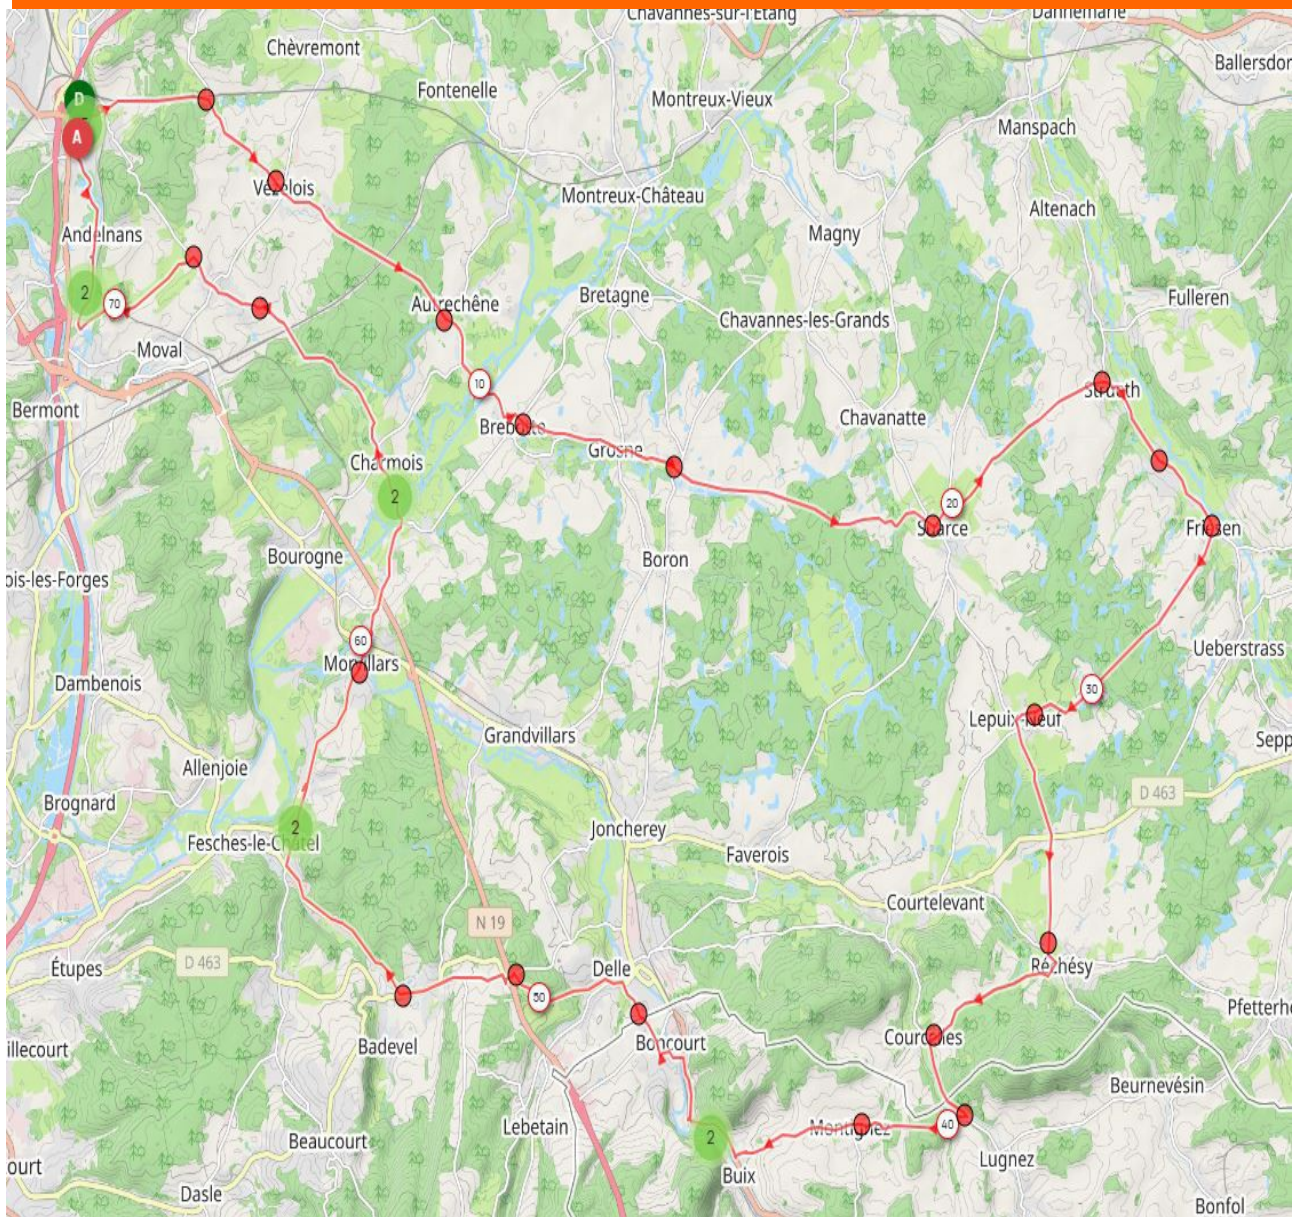 Chavannes-sur-l'Étang
Dannemarie
Chèvremont
Ballersdor
Fontenelle
Montreux-Vieux
D
Manspach
A
Vézelois
Montreux-Château
Altenach
Andelnans
Magny
2
70
Autrechêne
Bretagne
Fulleren
Chavannes-les-Grands
Moval
10
Bermont
Brebotte
Struéth
Chavanatte
Grosne
Charmois
2
20
Suarce
Friesen
Bourogne
Boron
ois-les-Forges
60
Morvillars
Ueberstrass
Dambenois
30
Lepuix-Neuf
Grandvillars
Sepp
Allenjoie
D 463
Brognard
2
Fesches-le-Châtel
Joncherey
Faverois
Courtelevant
N 19
Étupes
D 463
Delle
Réchésy
50
Pfetterh
illecourt
Badevel
Boncourt
Courcelles
Beurnevésin
Lebetain
Beaucourt
Montignez
40
2
Lugnez
ourt
Buix
Dasle
Bonfol